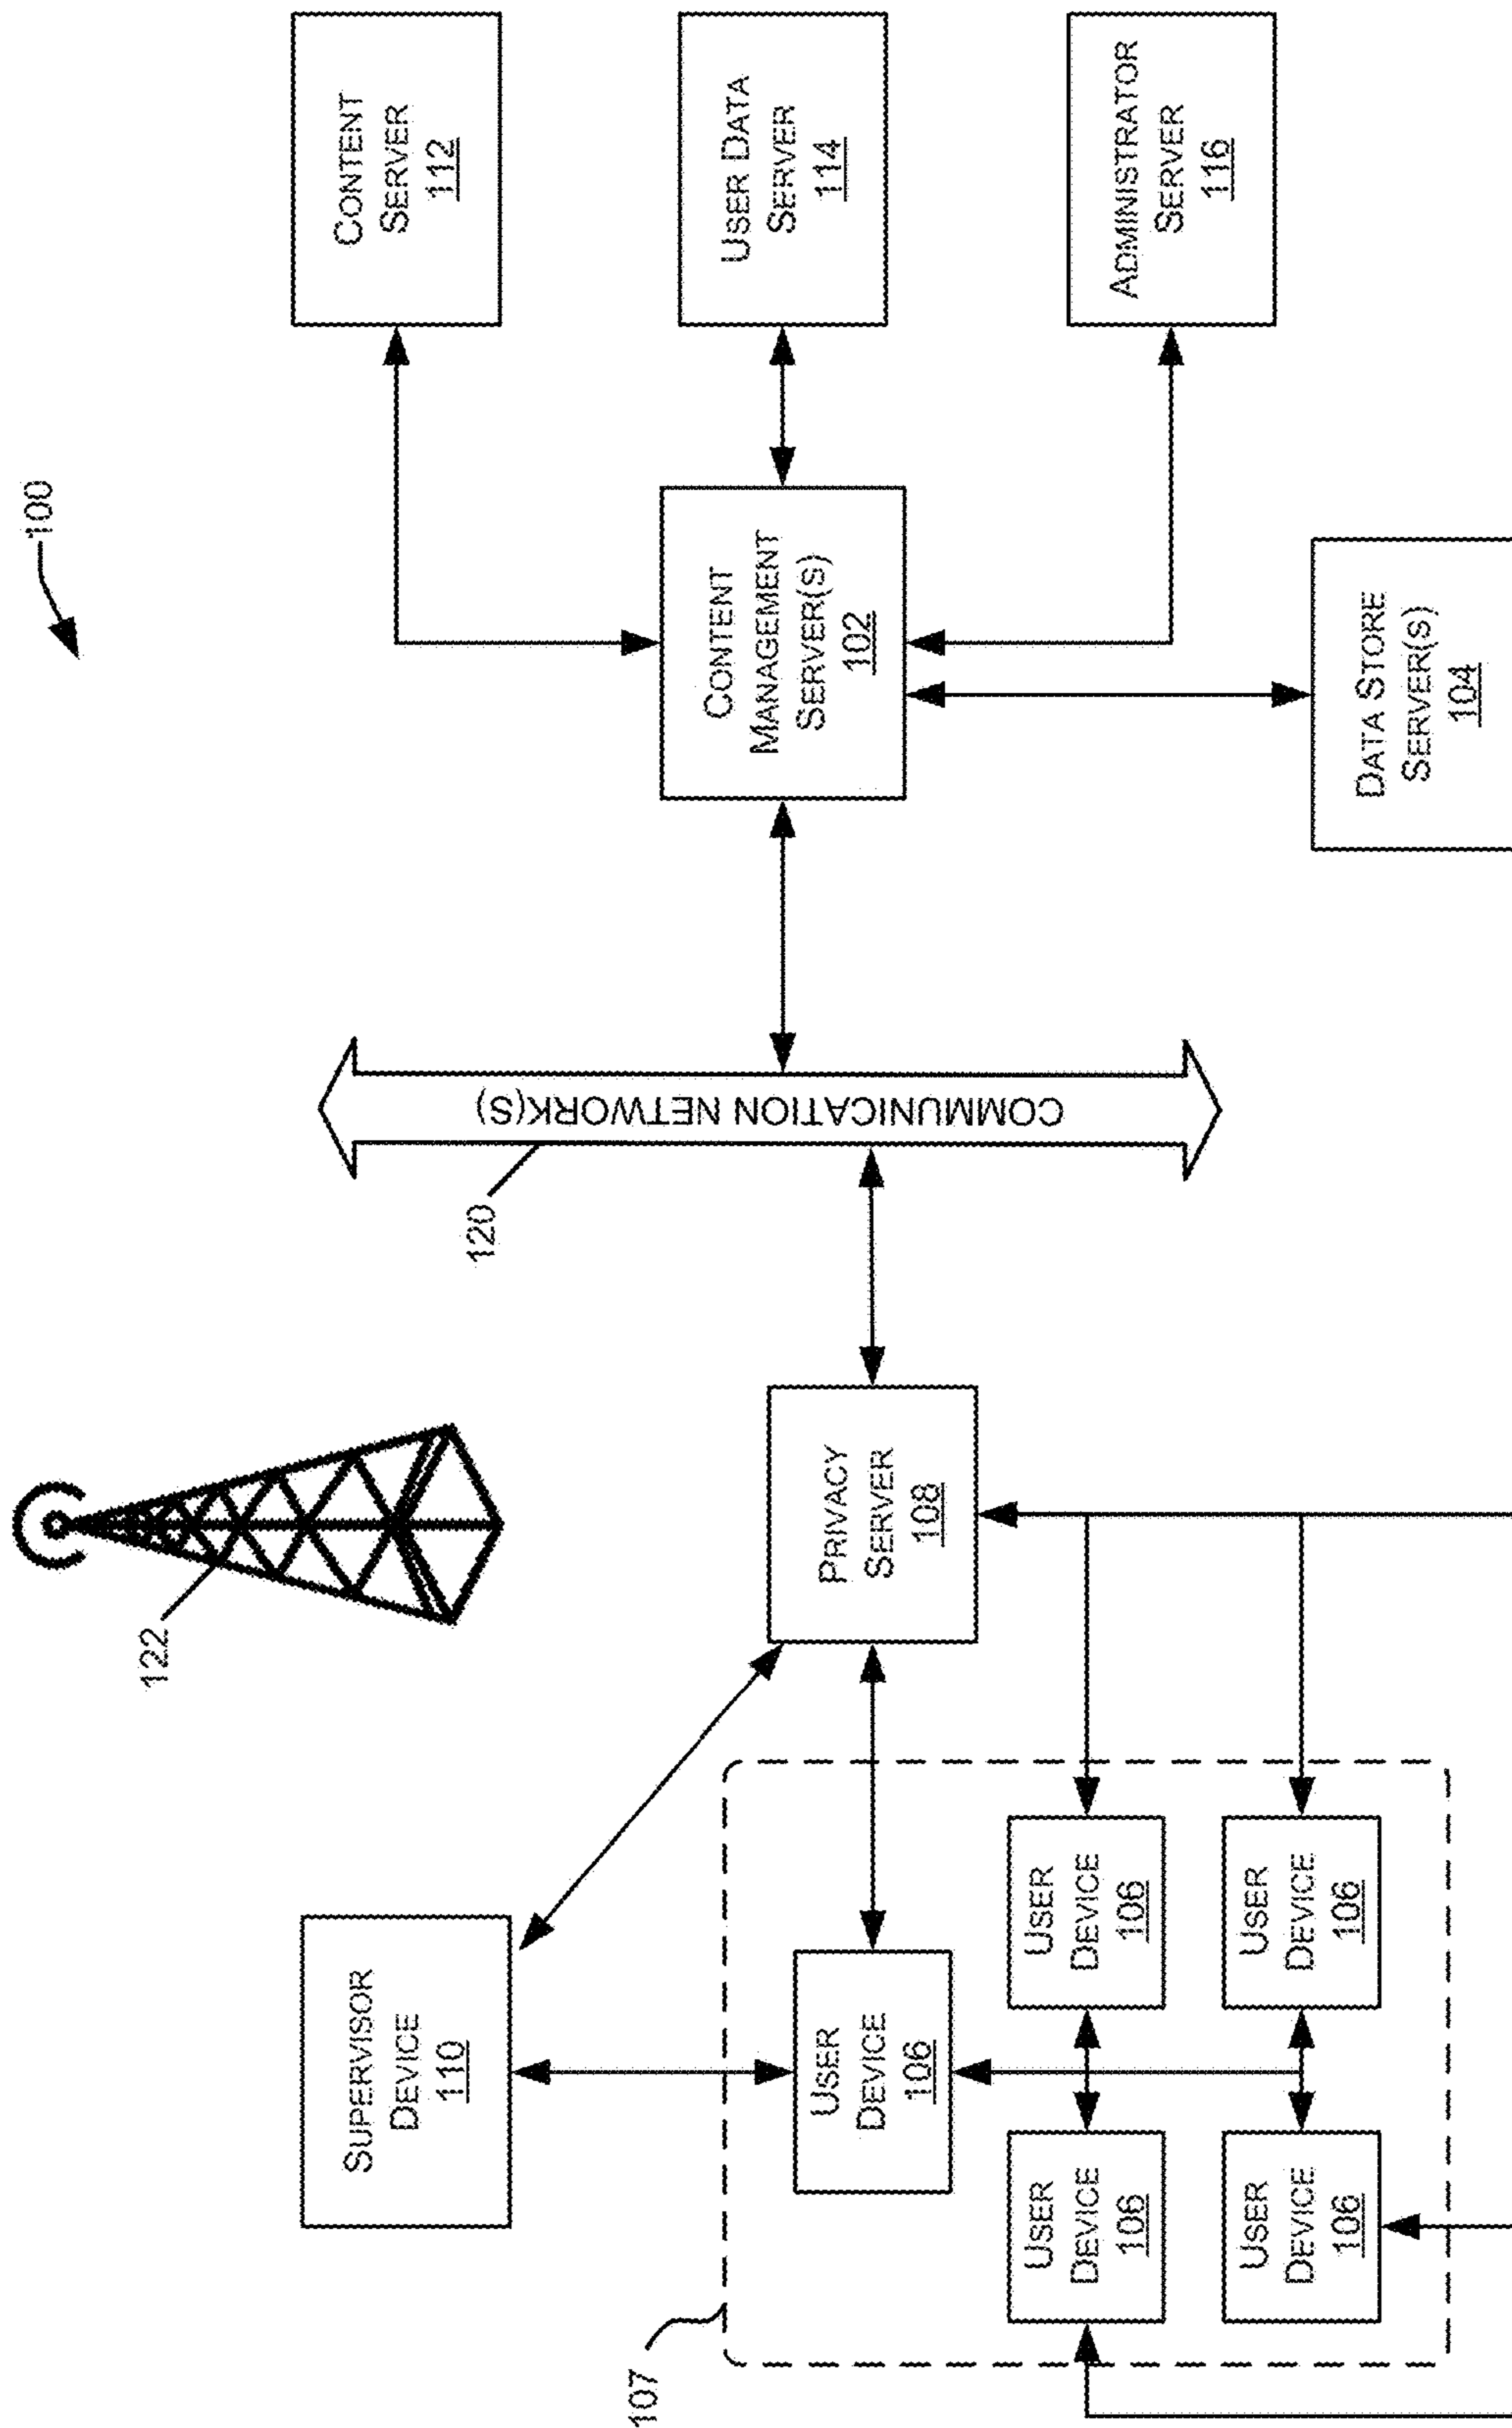 100
122
SUPERVISOR
DEVICE
110
CONTENT
SERVER
112
120
COMMUNICATION NETWORK(S)
107
USER
DEVICE
106
PRIVACY
SERVER
108
CONTENT
MANAGEMENT
SERVER(S)
102
USER DATA
SERVER
114
USER
DEVICE
106
USER
DEVICE
106
ADMINISTRATOR
SERVER
116
USER
DEVICE
106
USER
DEVICE
106
DATA STORE
SERVER(S)
104